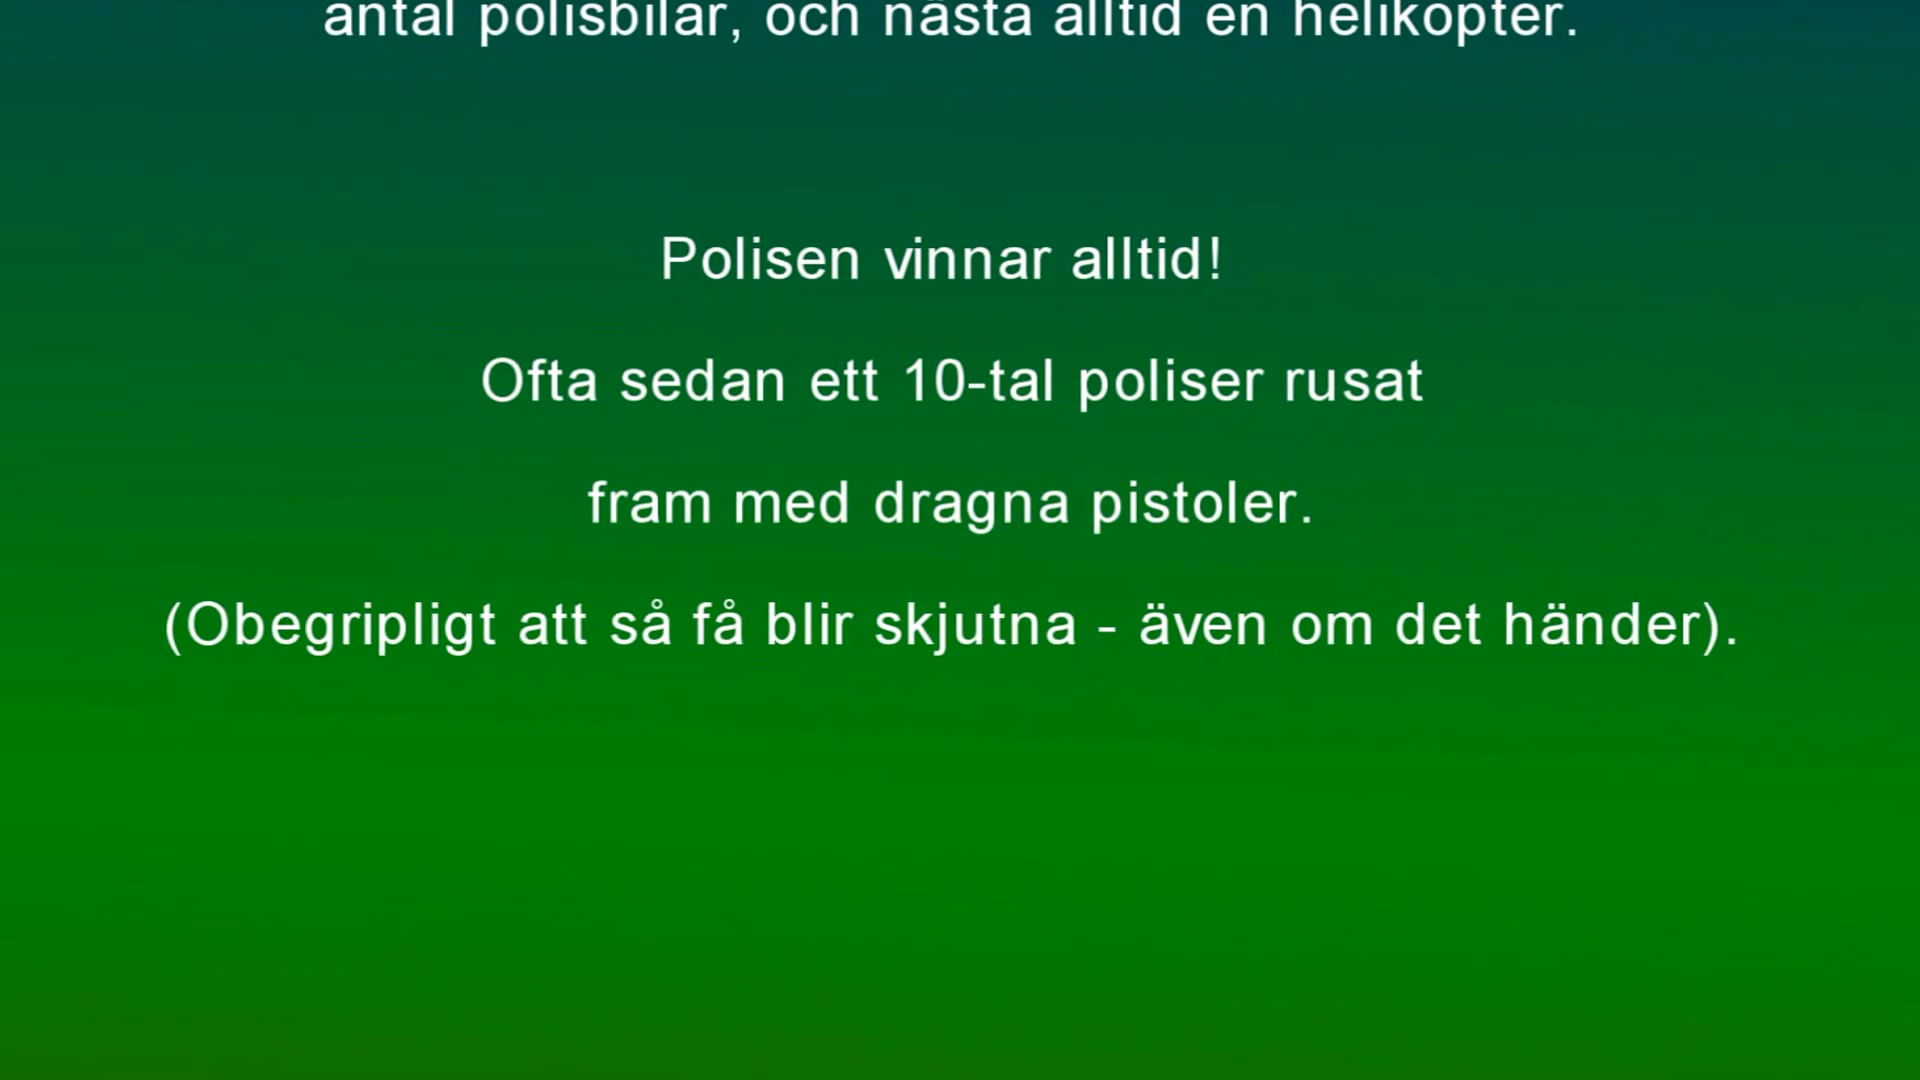 antal polisbilar, och nästa alltid en helikopter.
Polisen vinnar alltid!
Ofta sedan ett 10-tal poliser rusat
fram med dragna pistoler.
(Obegripligt att så få blir skjutna - även om det händer).